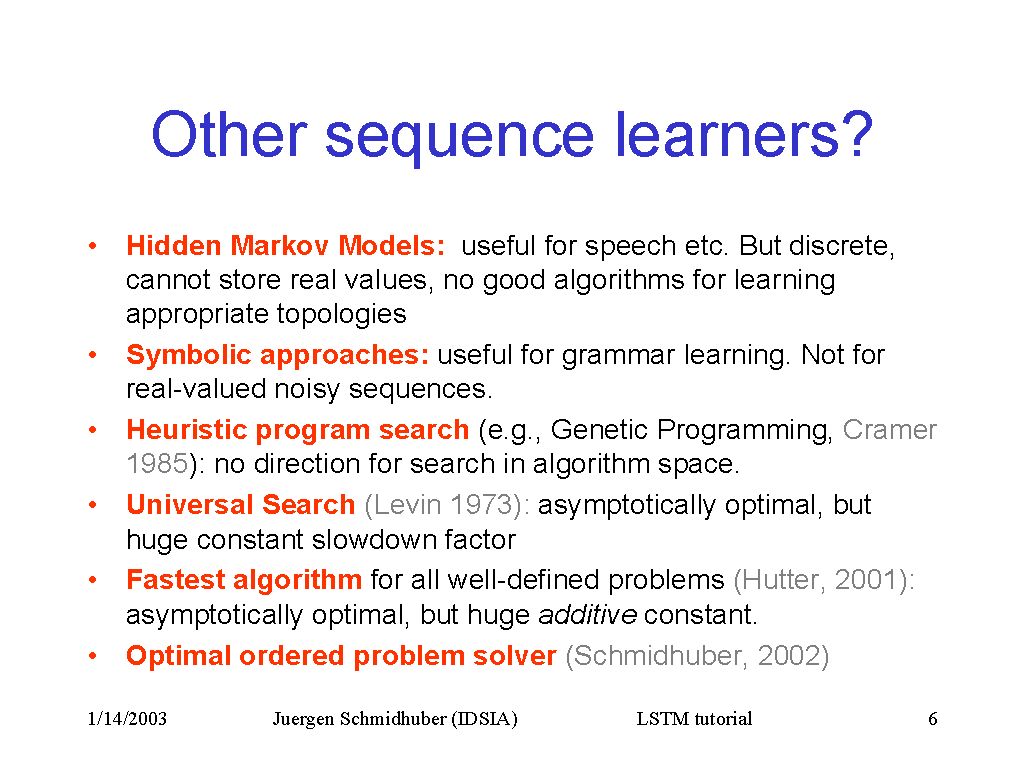 Other sequence learners?
• Hidden Markov Models:  useful for speech etc. But discrete,
cannot store real values, no good algorithms for learning
appropriate topologies
• Symbolic approaches: useful for grammar learning. Not for
real-valued noisy sequences.
• Heuristic program search (e.g., Genetic Programming, Cramer
1985): no direction for search in algorithm space.
• Universal Search (Levin 1973): asymptotically optimal, but
huge constant slowdown factor
• Fastest algorithm for all well-defined problems (Hutter, 2001):
asymptotically optimal, but huge additive constant.
• Optimal ordered problem solver (Schmidhuber, 2002)
1/14/2003 Juergen Schmidhuber (IDSIA) LSTM tutorial 6